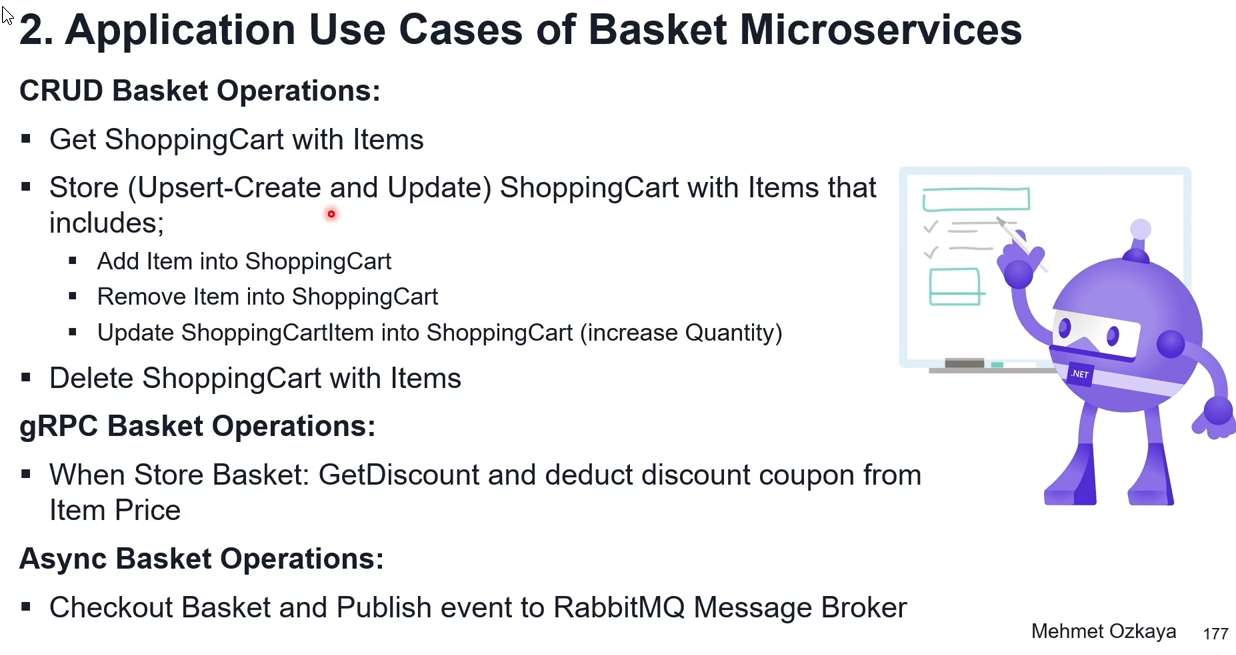 2. Application Use Cases of Basket Microservices
CRUD Basket Operations:
▪ Get ShoppingCart with Items
▪ Store (Upsert-Create and Update) ShoppingCart with Items that
includes;
▪ Add Item into ShoppingCart
▪ Remove Item into ShoppingCart
▪ Update ShoppingCartItem into ShoppingCart (increase Quantity)
▪ Delete ShoppingCart with Items
gRPC Basket Operations:
▪ When Store Basket: GetDiscount and deduct discount coupon from
Item Price
Async Basket Operations:
▪ Checkout Basket and Publish event to RabbitMQ Message Broker
.NET
Mehmet Ozkaya 177